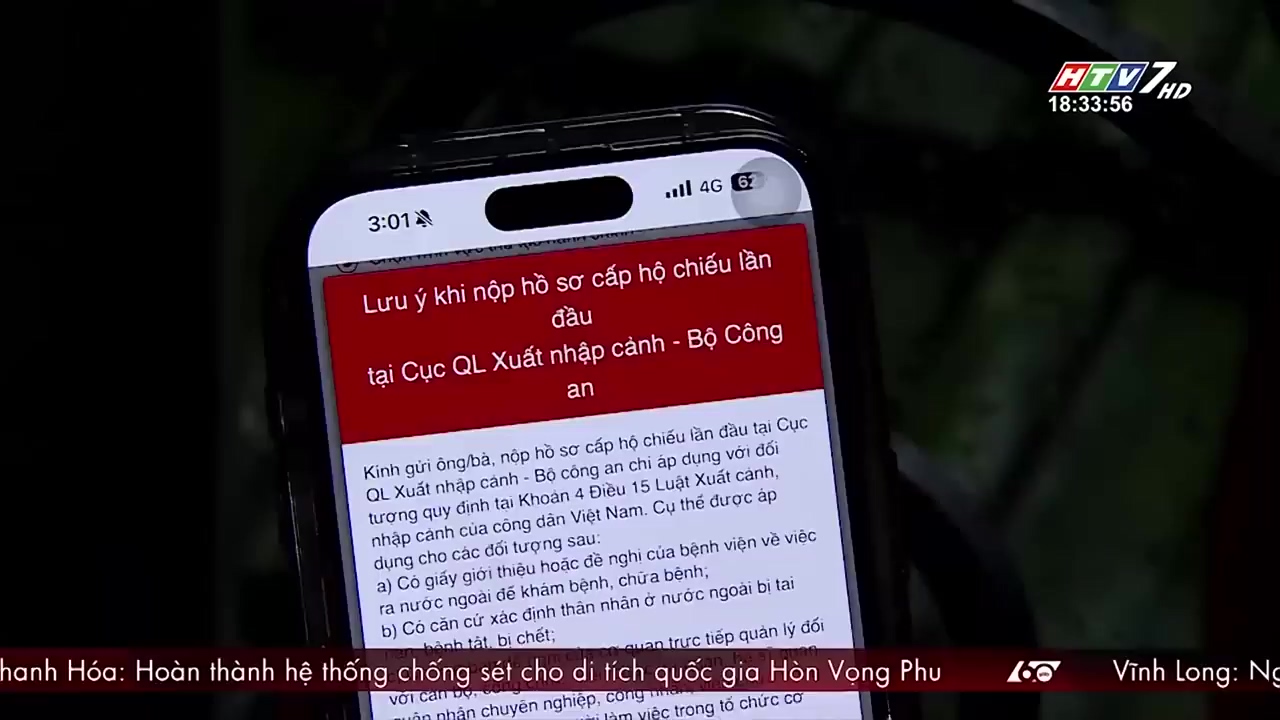 HTV7 HD
18:33:56
3:01
4G
62
Lưu ý khi nộp hồ sơ cấp hộ chiếu lần
đầu
tại Cục QL Xuất nhập cảnh - Bộ Công
an
Kính gửi ông/bà, nộp hồ sơ cấp hộ chiếu lần đầu tại Cục
QL Xuất nhập cảnh - Bộ công an chỉ áp dụng với đối
tượng quy định tại Khoản 4 Điều 15 Luật Xuất cảnh,
nhập cảnh của công dân Việt Nam. Cụ thể được áp
dụng cho các đối tượng sau:
a) Có giấy giới thiệu hoặc đề nghị của bệnh viện về việc
ra nước ngoài để khám bệnh, chữa bệnh;
b) Có căn cứ xác định thân nhân ở nước ngoài bị tai
bệnh tật, bị chết;
cơ quan trực tiếp quản lý đối
với cán bộ,
quân nhân chuyên nghiệp, công nhân
làm việc trong tổ chức cơ
hanh Hóa: Hoàn thành hệ thống chống sét cho di tích quốc gia Hòn Vọng Phu
60
Vĩnh Long: Ng